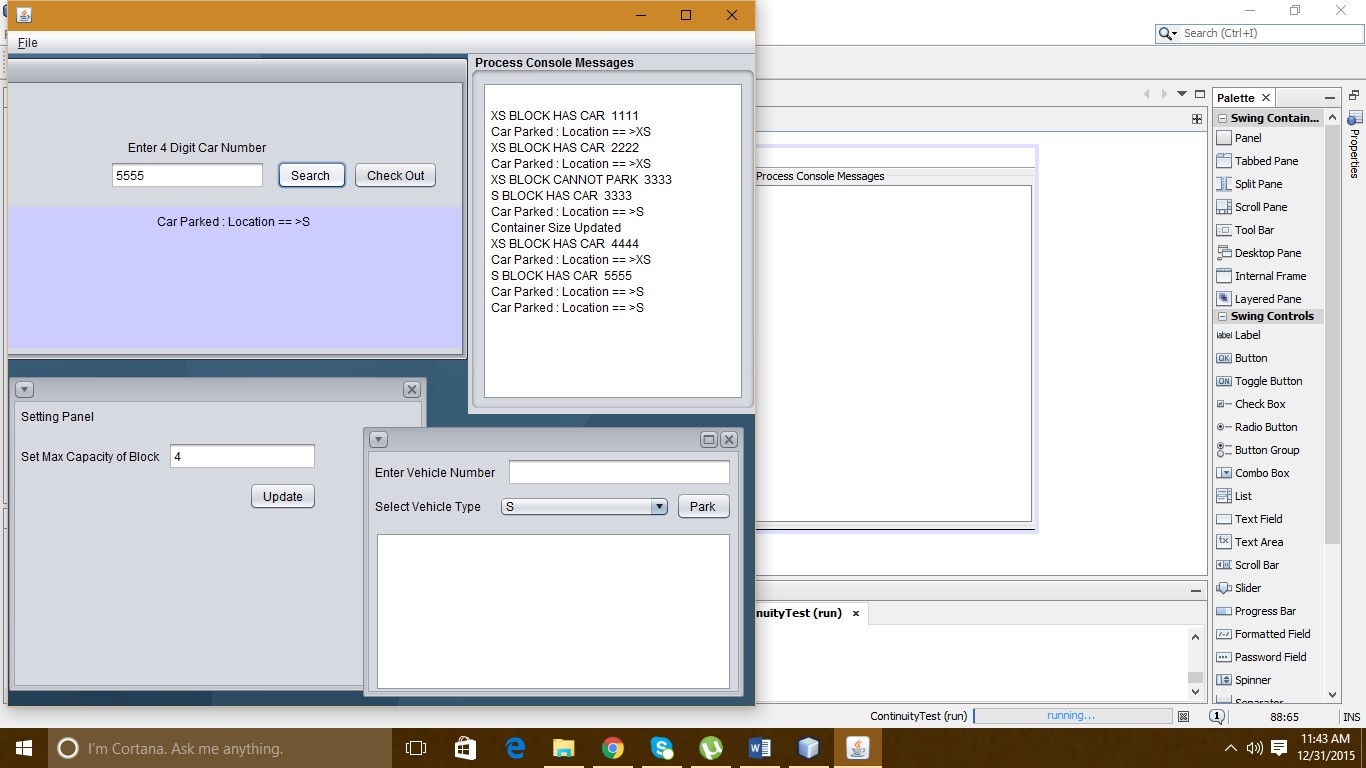 File
Process Console Messages
Enter 4 Digit Car Number
5555
Search
Check Out
Car Parked : Location == >S
XS BLOCK HAS CAR  1111
Car Parked : Location == >XS
XS BLOCK HAS CAR  2222
Car Parked : Location == >XS
XS BLOCK CANNOT PARK  3333
S BLOCK HAS CAR  3333
Car Parked : Location == >S
Container Size Updated
XS BLOCK HAS CAR  4444
Car Parked : Location == >XS
S BLOCK HAS CAR  5555
Car Parked : Location == >S
Car Parked : Location == >S
Setting Panel
Set Max Capacity of Block
4
Update
Enter Vehicle Number
Select Vehicle Type
S
Park
Search (Ctrl+I)
Process Console Messages
Palette
Swing Contain...
Panel
Tabbed Pane
Split Pane
Scroll Pane
Tool Bar
Desktop Pane
Internal Frame
Layered Pane
Swing Controls
label Label
OK Button
ON Toggle Button
Check Box
Radio Button
Button Group
Combo Box
List
Text Field
Text Area
Scroll Bar
Slider
Progress Bar
Formatted Field
Password Field
Spinner
Separator
Properties
nuityTest (run)
ContinuityTest (run)
running...
1
88:65
INS
I'm Cortana. Ask me anything.
11:43 AM
12/31/2015